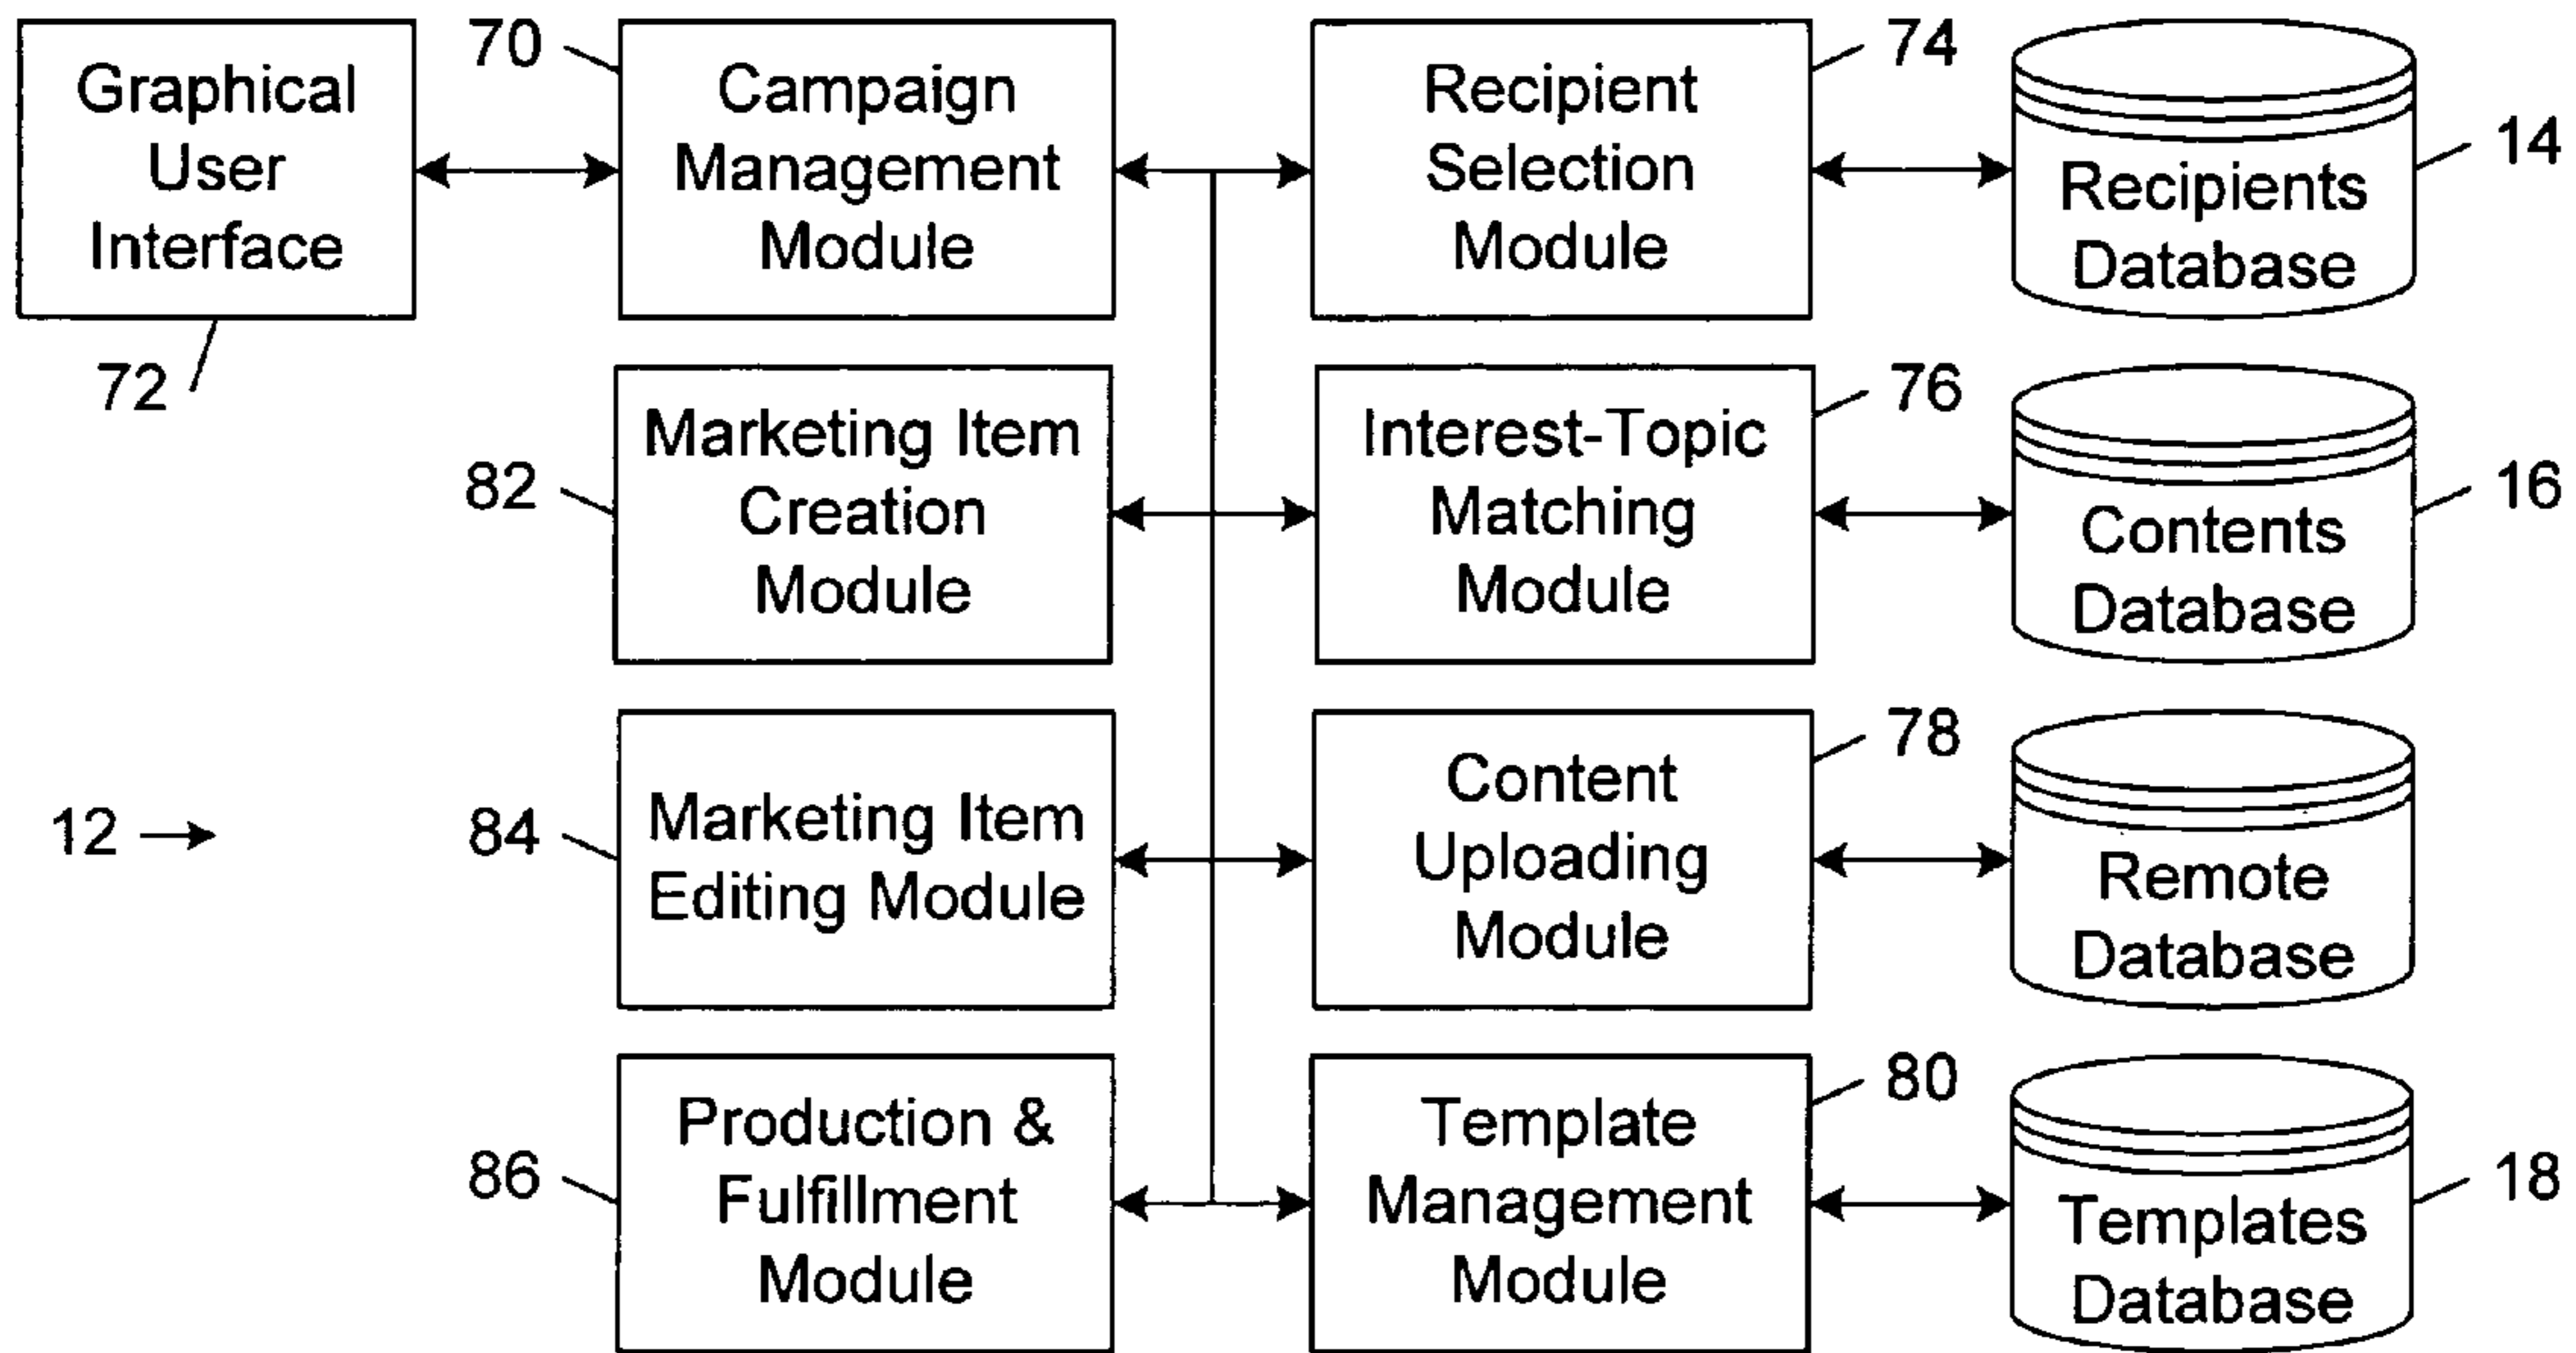 Graphical
User
Interface
72
70
Campaign
Management
Module
Recipient
Selection
Module
74
Recipients
Database
14
82
Marketing Item
Creation
Module
Interest-Topic
Matching
Module
76
Contents
Database
16
12
84
Marketing Item
Editing Module
Content
Uploading
Module
78
Remote
Database
86
Production &
Fulfillment
Module
Template
Management
Module
80
Templates
Database
18